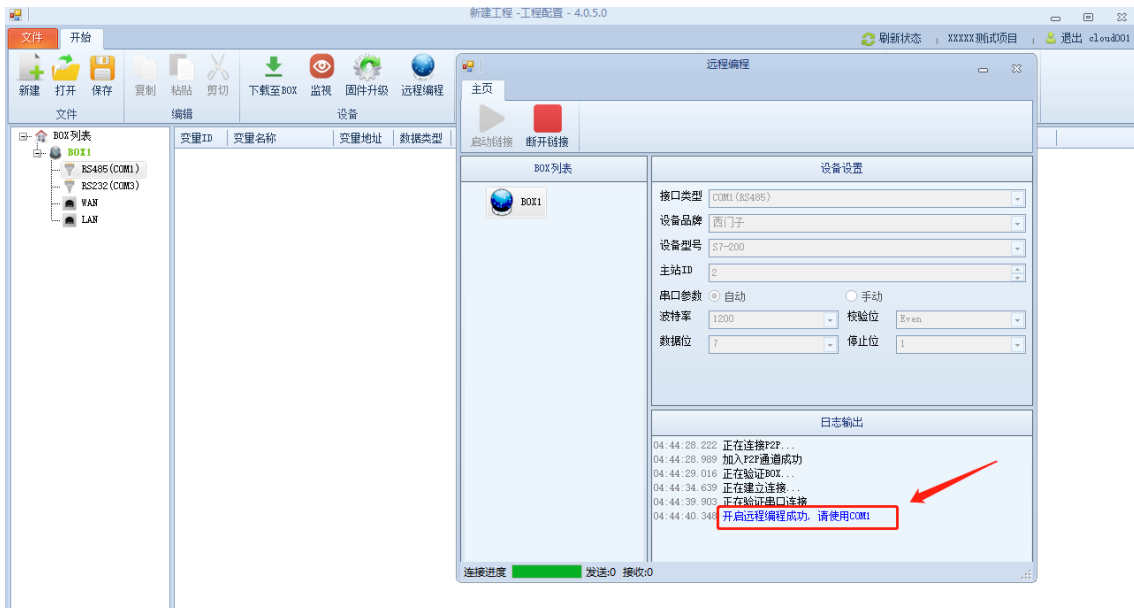 新建工程 -工程配置 - 4.0.5.0
文件 开始
刷新状态 XXXXX测试项目 退出 cloud001
新建 打开 保存 复制 粘贴 剪切 下载至BOX 监视 固件升级 远程编程
文件 编辑 设备
BOX列表
BOX1
RS485(COM1)
RS232(COM3)
WAN
LAN
变量ID 变量名称 变量地址 数据类型
远程编程
主页
启动链接 断开链接
BOX列表
BOX1
设备设置
接口类型 COM1(RS485)
设备品牌 西门子
设备型号 S7-200
主站ID 2
串口参数 自动 手动
波特率 1200 校验位 Even
数据位 7 停止位 1
日志输出
04:44:28.222 正在连接P2P...
04:44:28.989 加入P2P通道成功
04:44:29.016 正在验证BOX...
04:44:34.639 正在建立连接...
04:44:39.903 正在验证串口连接
04:44:40.348 开启远程编程成功，请使用COM1
连接进度 发送:0 接收:0